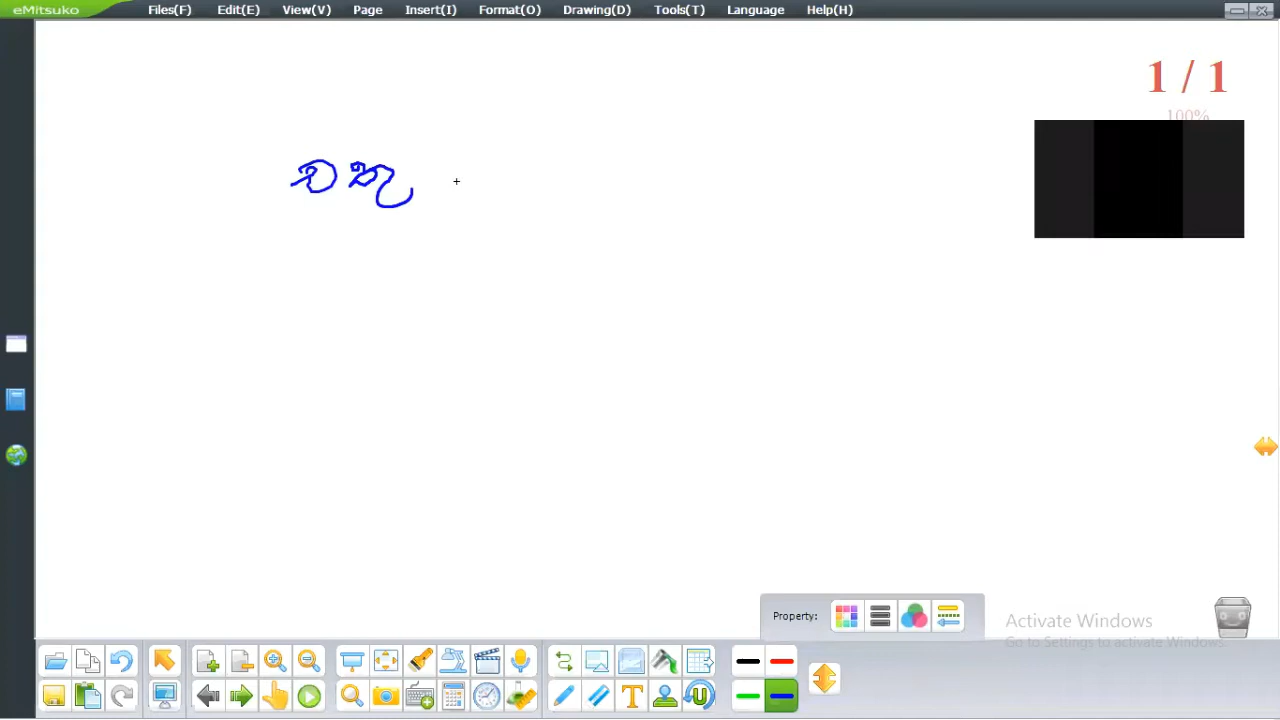 eMitsuko Files(F) Edit(E) View(V) Page Insert(I) Format(O) Drawing(D) Tools(T) Language Help(H)
1 / 1
100%
Property:
Activate Windows
Go to Settings to activate Windows.